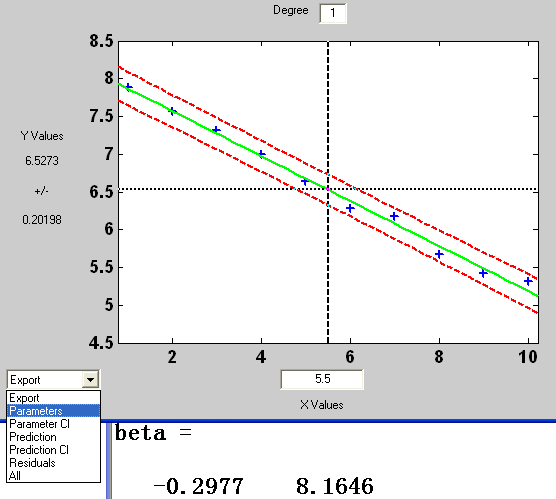 Degree 1
8.5
8
7.5
7
6.5
6
5.5
5
4.5
Y Values
6.5273
+/-
0.20198
2 4 6 8 10
Export
5.5
X Values
Export
Parameters
Parameter CI
Prediction
Prediction CI
Residuals
All
beta =
-0.2977 8.1646